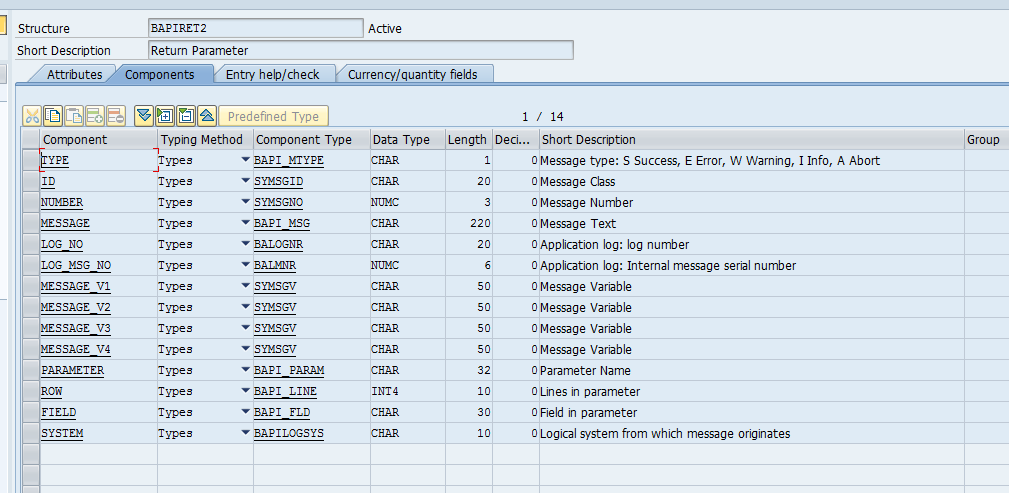 Structure BAPIRET2 Active
Short Description Return Parameter
Attributes Components Entry help/check Currency/quantity fields
Predefined Type 1 / 14
Component Typing Method Component Type Data Type Length Deci... Short Description Group
TYPE Types BAPI_MTYPE CHAR 1 0 Message type: S Success, E Error, W Warning, I Info, A Abort
ID Types SYMSGID CHAR 20 0 Message Class
NUMBER Types SYMSGNO NUMC 3 0 Message Number
MESSAGE Types BAPI_MSG CHAR 220 0 Message Text
LOG_NO Types BALOGNR CHAR 20 0 Application log: log number
LOG_MSG_NO Types BALMNR NUMC 6 0 Application log: Internal message serial number
MESSAGE_V1 Types SYMSGV CHAR 50 0 Message Variable
MESSAGE_V2 Types SYMSGV CHAR 50 0 Message Variable
MESSAGE_V3 Types SYMSGV CHAR 50 0 Message Variable
MESSAGE_V4 Types SYMSGV CHAR 50 0 Message Variable
PARAMETER Types BAPI_PARAM CHAR 32 0 Parameter Name
ROW Types BAPI_LINE INT4 10 0 Lines in parameter
FIELD Types BAPI_FLD CHAR 30 0 Field in parameter
SYSTEM Types BAPILOGSYS CHAR 10 0 Logical system from which message originates